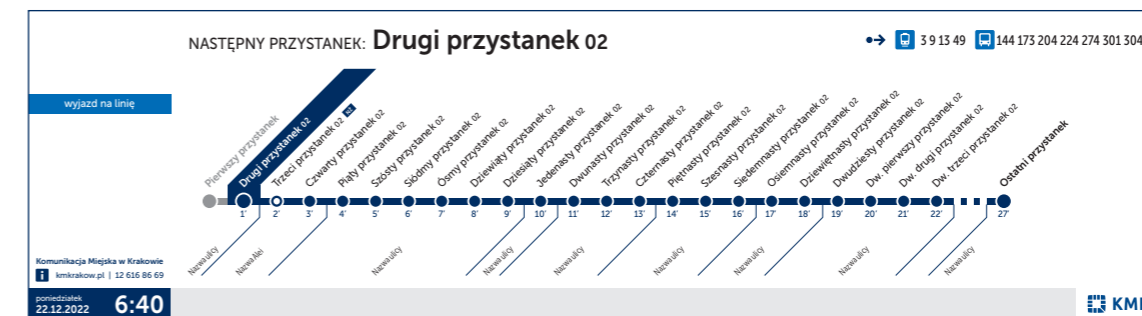 NASTĘPNY PRZYSTANEK: Drugi przystanek 02
3 9 13 49 144 173 204 224 274 301 304
wyjazd na linię
Pierwszy przystanek
Drugi przystanek 02
Trzeci przystanek 02
Czwarty przystanek 02
Piąty przystanek 02
Szósty przystanek 02
Siódmy przystanek 02
Ósmy przystanek 02
Dziewiąty przystanek 02
Dziesiąty przystanek 02
Jedenasty przystanek 02
Dwunasty przystanek 02
Trzynasty przystanek 02
Czternasty przystanek 02
Piętnasty przystanek 02
Szesnasty przystanek 02
Siedemnasty przystanek 02
Osiemnasty przystanek 02
Dziewiętnasty przystanek 02
Dwudziesty przystanek 02
Dw. pierwszy przystanek 02
Dw. drugi przystanek 02
Dw. trzeci przystanek 02
Ostatni przystanek
1' 2' 3' 4' 5' 6' 7' 8' 9' 10' 11' 12' 13' 14' 15' 16' 17' 18' 19' 20' 21' 22' 27'
Nazwa ulicy
Nazwa Alei
Nazwa ulicy
Nazwa ulicy
Nazwa ulicy
Nazwa ulicy
Nazwa ulicy
Nazwa ulicy
Nazwa ulicy
Komunikacja Miejska w Krakowie
i kmkrakow.pl | 12 616 86 69
poniedziałek
22.12.2022 6:40